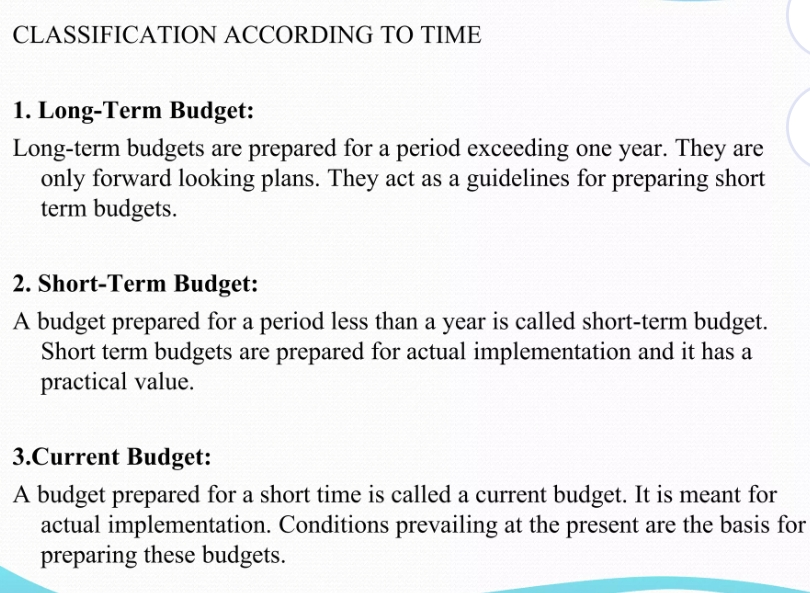 CLASSIFICATION ACCORDING TO TIME
1. Long-Term Budget:
Long-term budgets are prepared for a period exceeding one year. They are
only forward looking plans. They act as a guidelines for preparing short
term budgets.
2. Short-Term Budget:
A budget prepared for a period less than a year is called short-term budget.
Short term budgets are prepared for actual implementation and it has a
practical value.
3.Current Budget:
A budget prepared for a short time is called a current budget. It is meant for
actual implementation. Conditions prevailing at the present are the basis for
preparing these budgets.